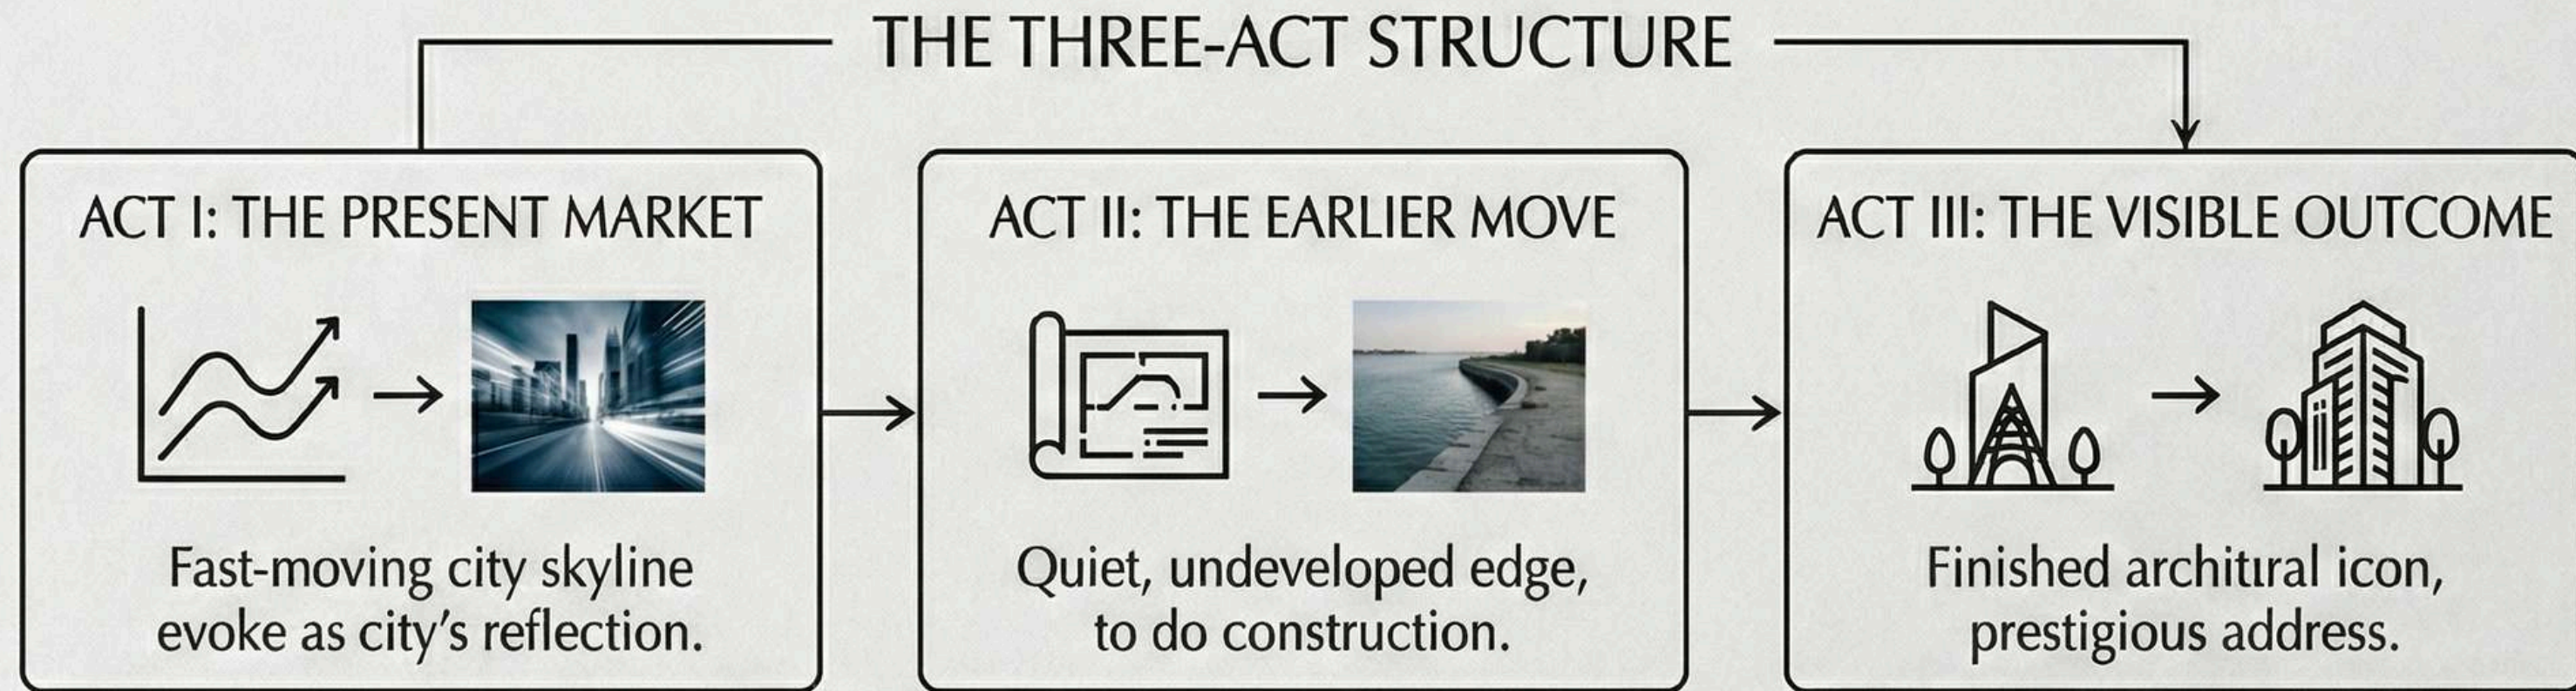 THE THREE-ACT STRUCTURE
ACT I: THE PRESENT MARKET
Fast-moving city skyline
evoke as city's reflection.
ACT II: THE EARLIER MOVE
Quiet, undeveloped edge,
to do construction.
ACT III: THE VISIBLE OUTCOME
Finished architural icon,
prestigious address.